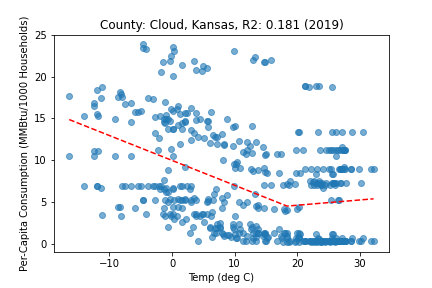 County: Cloud, Kansas, R2: 0.181 (2019)
Per-Capita Consumption (MMBtu/1000 Households)
25
20
15
10
5
0
−10 0 10 20 30
Temp (deg C)